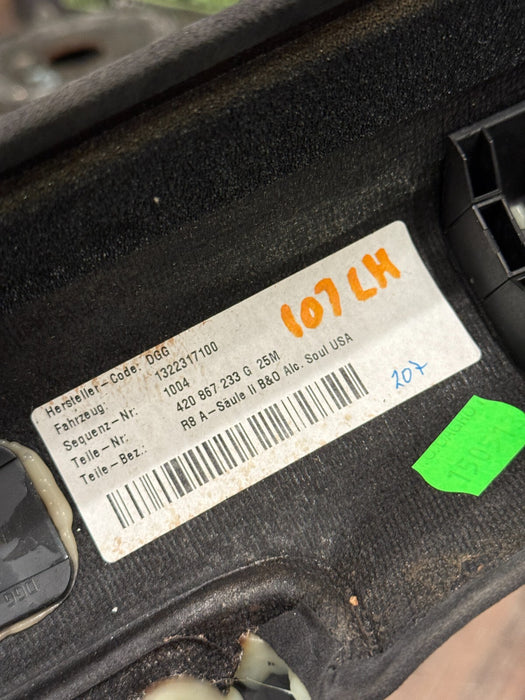 Hersteller-Code: DGG
Fahrzeug: 1322317100
Sequenz-Nr: 1004
Teile-Nr: 420 867 233 G 25M
Teile-Bez.: R8 A-Säule II B&O Alc. Soul USA
107 LH
207